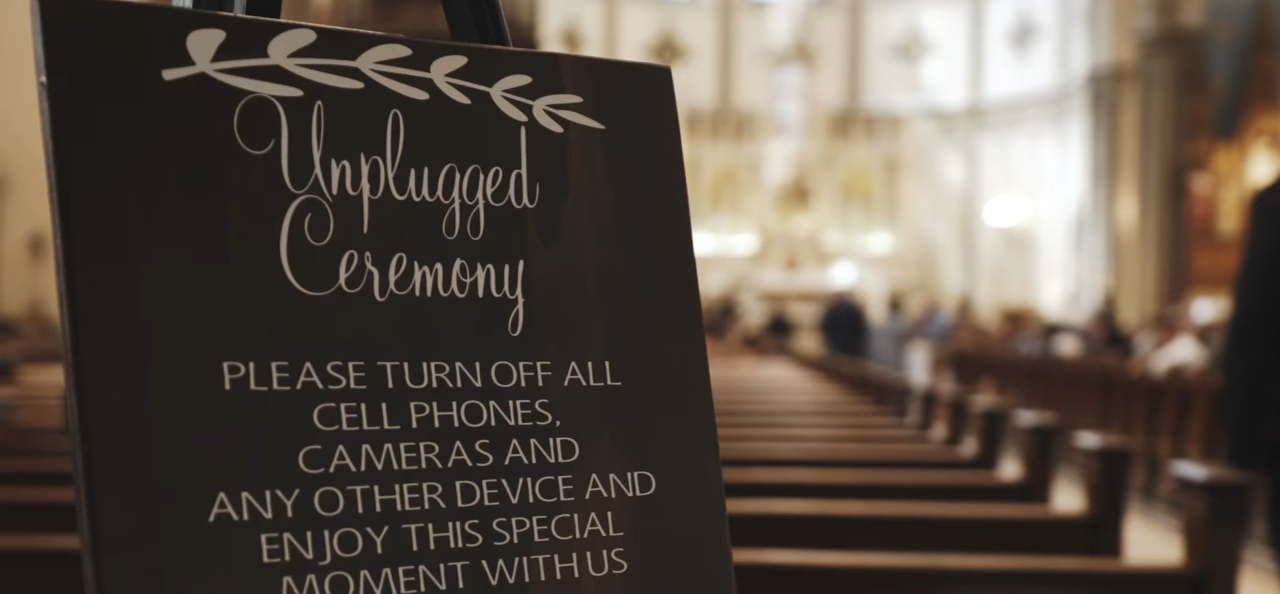 Unplugged
Ceremony
PLEASE TURN OFF ALL
CELL PHONES,
CAMERAS AND
ANY OTHER DEVICE AND
ENJOY THIS SPECIAL
MOMENT WITH US